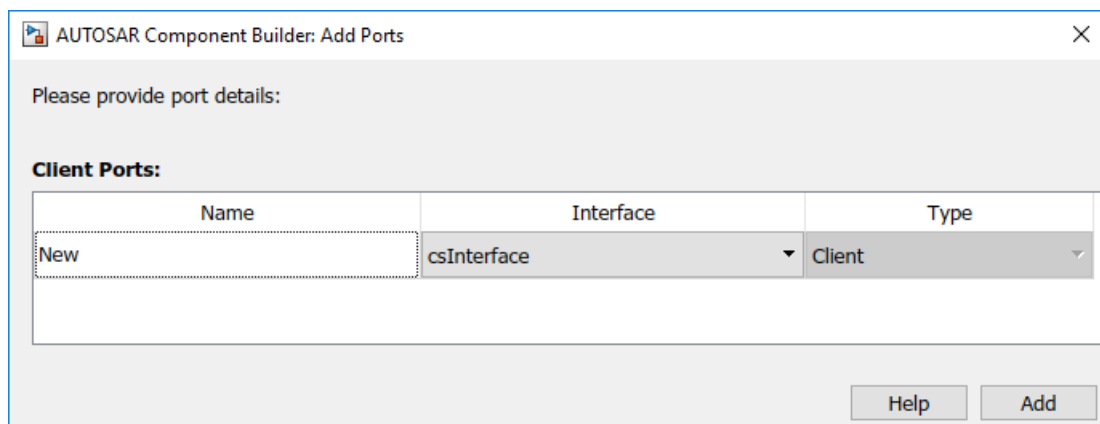 AUTOSAR Component Builder: Add Ports
Please provide port details:
Client Ports:
Name Interface Type
New csInterface Client
Help Add